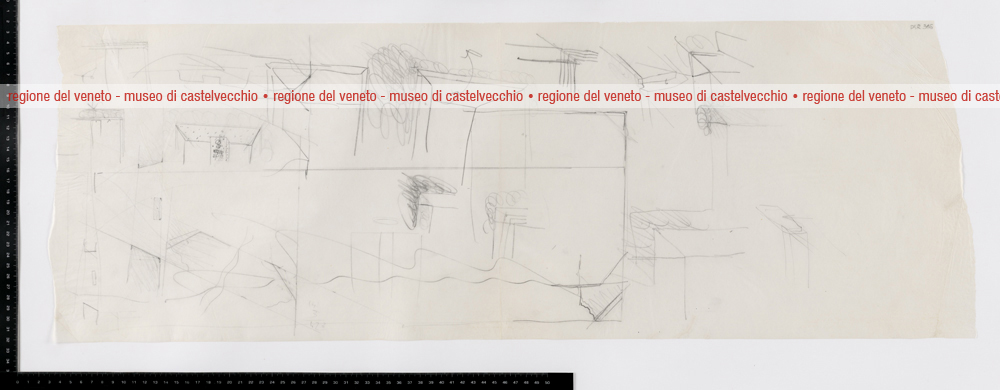 regione del veneto - museo di castelvecchio • regione del veneto - museo di castelvecchio • regione del veneto - museo di castelvecchio • regione del veneto - museo di caste